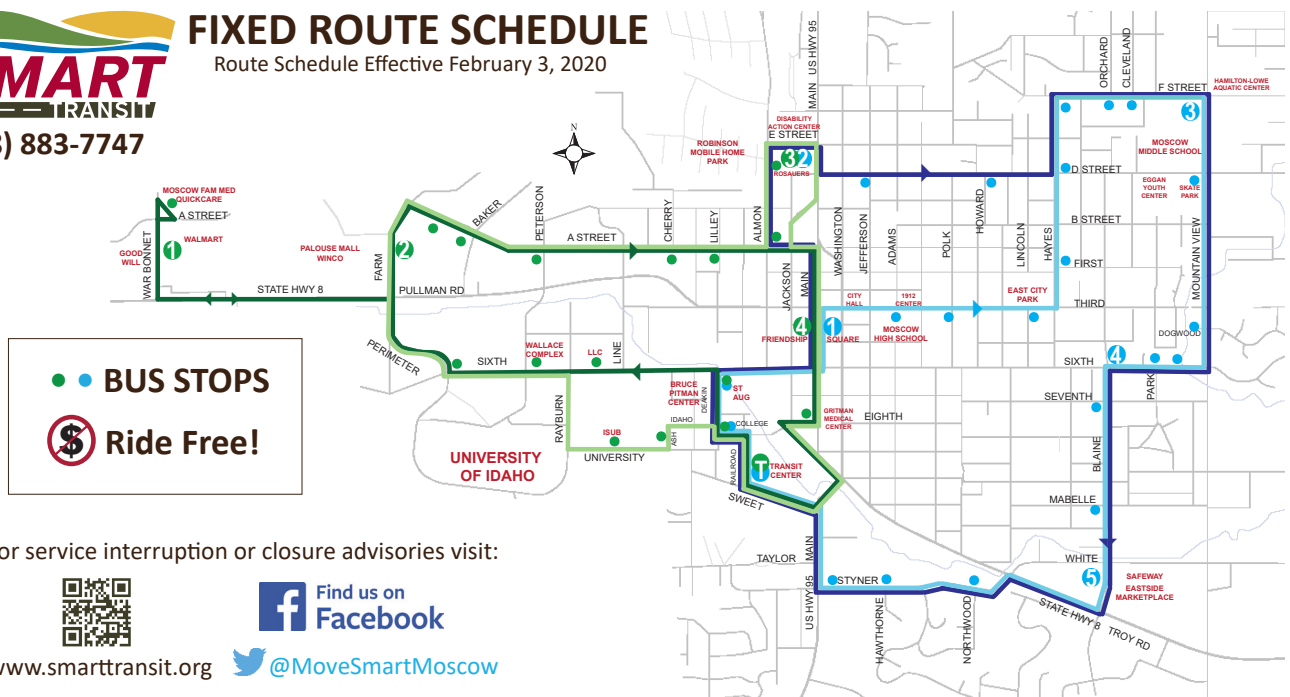 FIXED ROUTE SCHEDULE
Route Schedule Effective February 3, 2020
MART
TRANSIT
) 883-7747
N
BUS STOPS
$
Ride Free!
or service interruption or closure advisories visit:
Find us on
Facebook
www.smarttransit.org
@MoveSmartMoscow
MOSCOW FAM MED
QUICKCARE
A STREET
1
WALMART
GOOD
WILL
WAR BONNET
STATE HWY 8
PALOUSE MALL
WINCO
FARM
2
BAKER
PETERSON
A STREET
CHERRY
LILLEY
ALMON
PULLMAN RD
PERIMETER
SIXTH
WALLACE
COMPLEX
LLC
LINE
RAYBURN
ISUB
UNIVERSITY
ASH
IDAHO
UNIVERSITY
OF IDAHO
BRUCE
PITMAN
CENTER
DEAKIN
ST
AUG
COLLEGE
RAILROAD
SWEET
T
TRANSIT
CENTER
GRITMAN
MEDICAL
CENTER
EIGHTH
ROBINSON
MOBILE HOME
PARK
DISABILITY
ACTION CENTER
E STREET
32
ROSAUERS
MAIN
US HWY 95
JACKSON
MAIN
WASHINGTON
JEFFERSON
ADAMS
POLK
HOWARD
LINCOLN
HAYES
4
FRIENDSHIP
1
SQUARE
CITY
HALL
1912
CENTER
MOSCOW
HIGH SCHOOL
EAST CITY
PARK
ORCHARD
CLEVELAND
F STREET
HAMILTON-LOWE
AQUATIC CENTER
3
MOSCOW
MIDDLE SCHOOL
D STREET
EGGAN
YOUTH
CENTER
SKATE
PARK
B STREET
FIRST
THIRD
MOUNTAIN VIEW
DOGWOOD
SIXTH
4
PARK
SEVENTH
BLAINE
MABELLE
WHITE
5
SAFEWAY
EASTSIDE
MARKETPLACE
STATE HWY 8
TROY RD
TAYLOR
MAIN
US HWY 95
STYNER
HAWTHORNE
NORTHWOOD